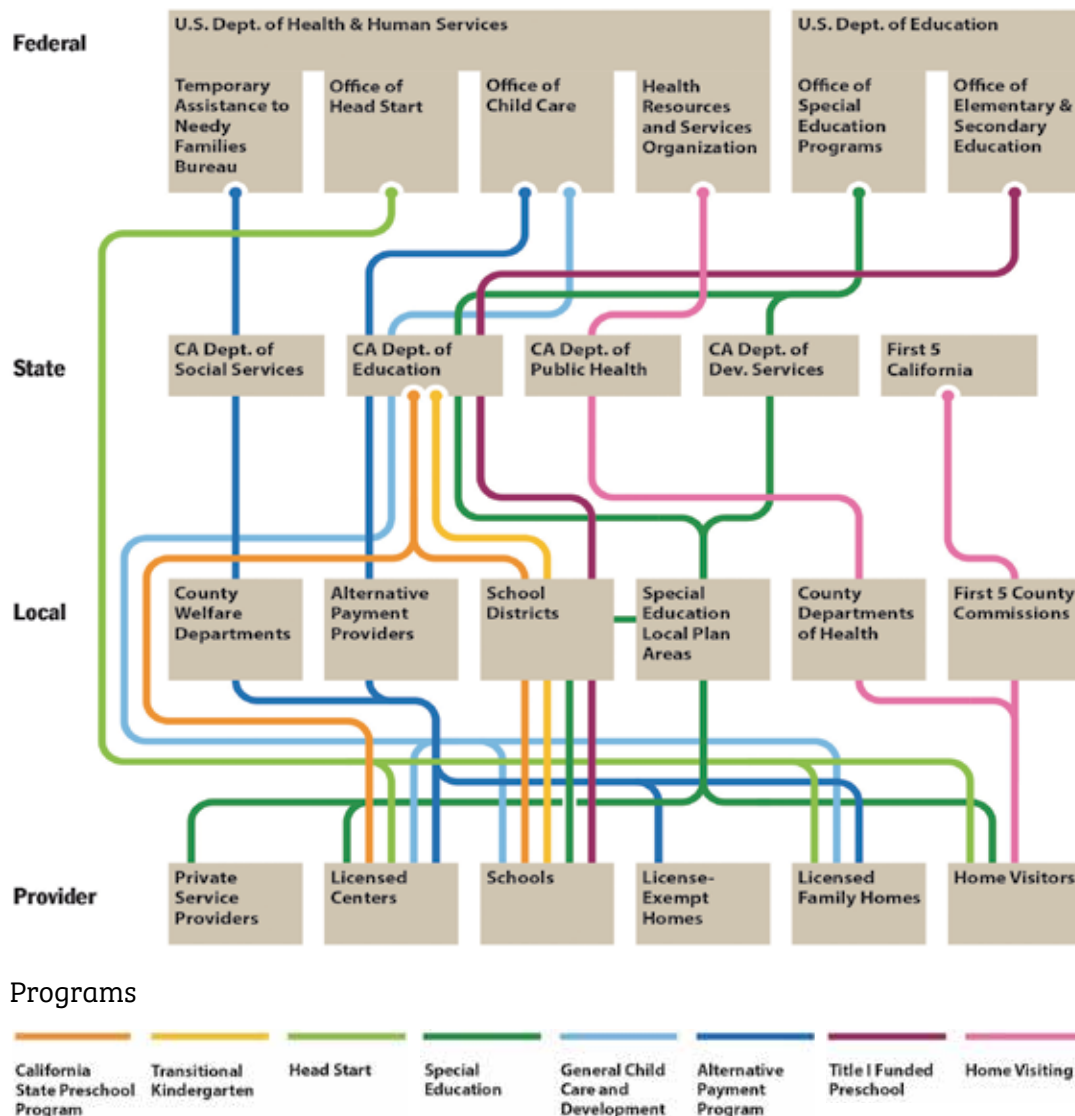 Federal
U.S. Dept. of Health & Human Services
U.S. Dept. of Education
Temporary
Assistance to
Needy
Families
Bureau
Office of
Head Start
Office of
Child Care
Health
Resources
and Services
Organization
Office of
Special
Education
Programs
Office of
Elementary &
Secondary
Education
State
CA Dept. of
Social Services
CA Dept. of
Education
CA Dept. of
Public Health
CA Dept. of
Dev. Services
First 5
California
Local
County
Welfare
Departments
Alternative
Payment
Providers
School
Districts
Special
Education
Local Plan
Areas
County
Departments
of Health
First 5 County
Commissions
Provider
Private
Service
Providers
Licensed
Centers
Schools
License-
Exempt
Homes
Licensed
Family Homes
Home Visitors
Programs
California
State Preschool
Program
Transitional
Kindergarten
Head Start
Special
Education
General Child
Care and
Development
Alternative
Payment
Program
Title I Funded
Preschool
Home Visiting